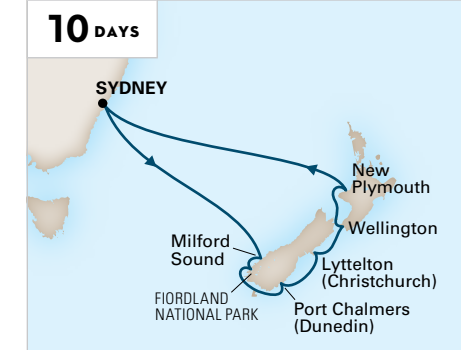 10 DAYS
SYDNEY
New
Plymouth
Wellington
Milford
Sound
Lyttelton
(Christchurch)
FIORDLAND
NATIONAL PARK
Port Chalmers
(Dunedin)